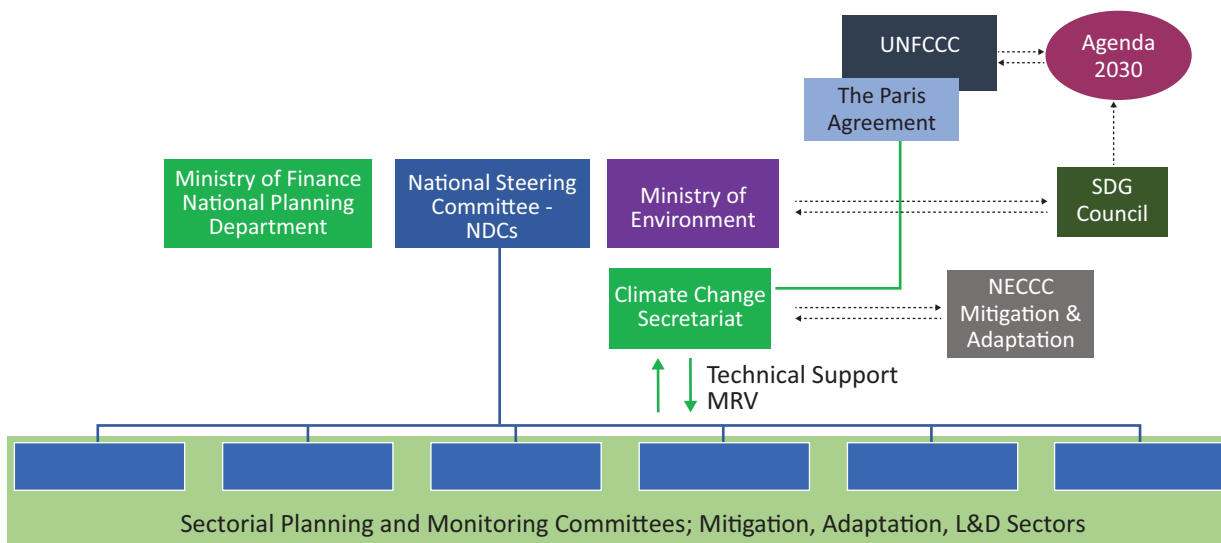 UNFCCC
Agenda
2030
The Paris
Agreement
Ministry of Finance
National Planning
Department
National Steering
Committee -
NDCs
Ministry of
Environment
SDG
Council
Climate Change
Secretariat
NECCC
Mitigation &
Adaptation
Technical Support
MRV
Sectorial Planning and Monitoring Committees; Mitigation, Adaptation, L&D Sectors